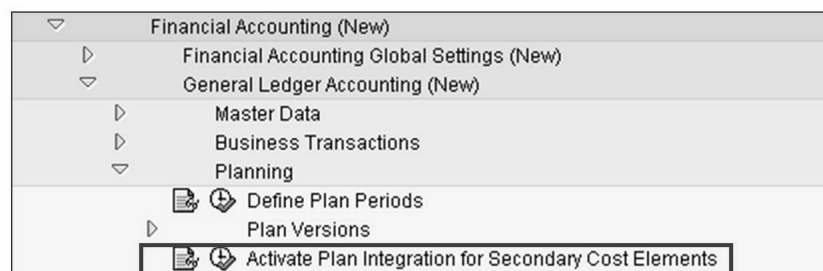 Financial Accounting (New)
Financial Accounting Global Settings (New)
General Ledger Accounting (New)
Master Data
Business Transactions
Planning
Define Plan Periods
Plan Versions
Activate Plan Integration for Secondary Cost Elements